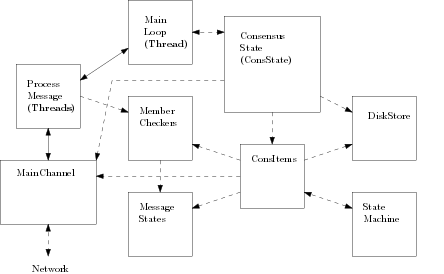 Main
Loop
(Thread)
Consensus
State
(ConsState)
Process
Message
(Threads)
Member
Checkers
DiskStore
MainChannel
ConsItems
Message
States
State
Machine
Network